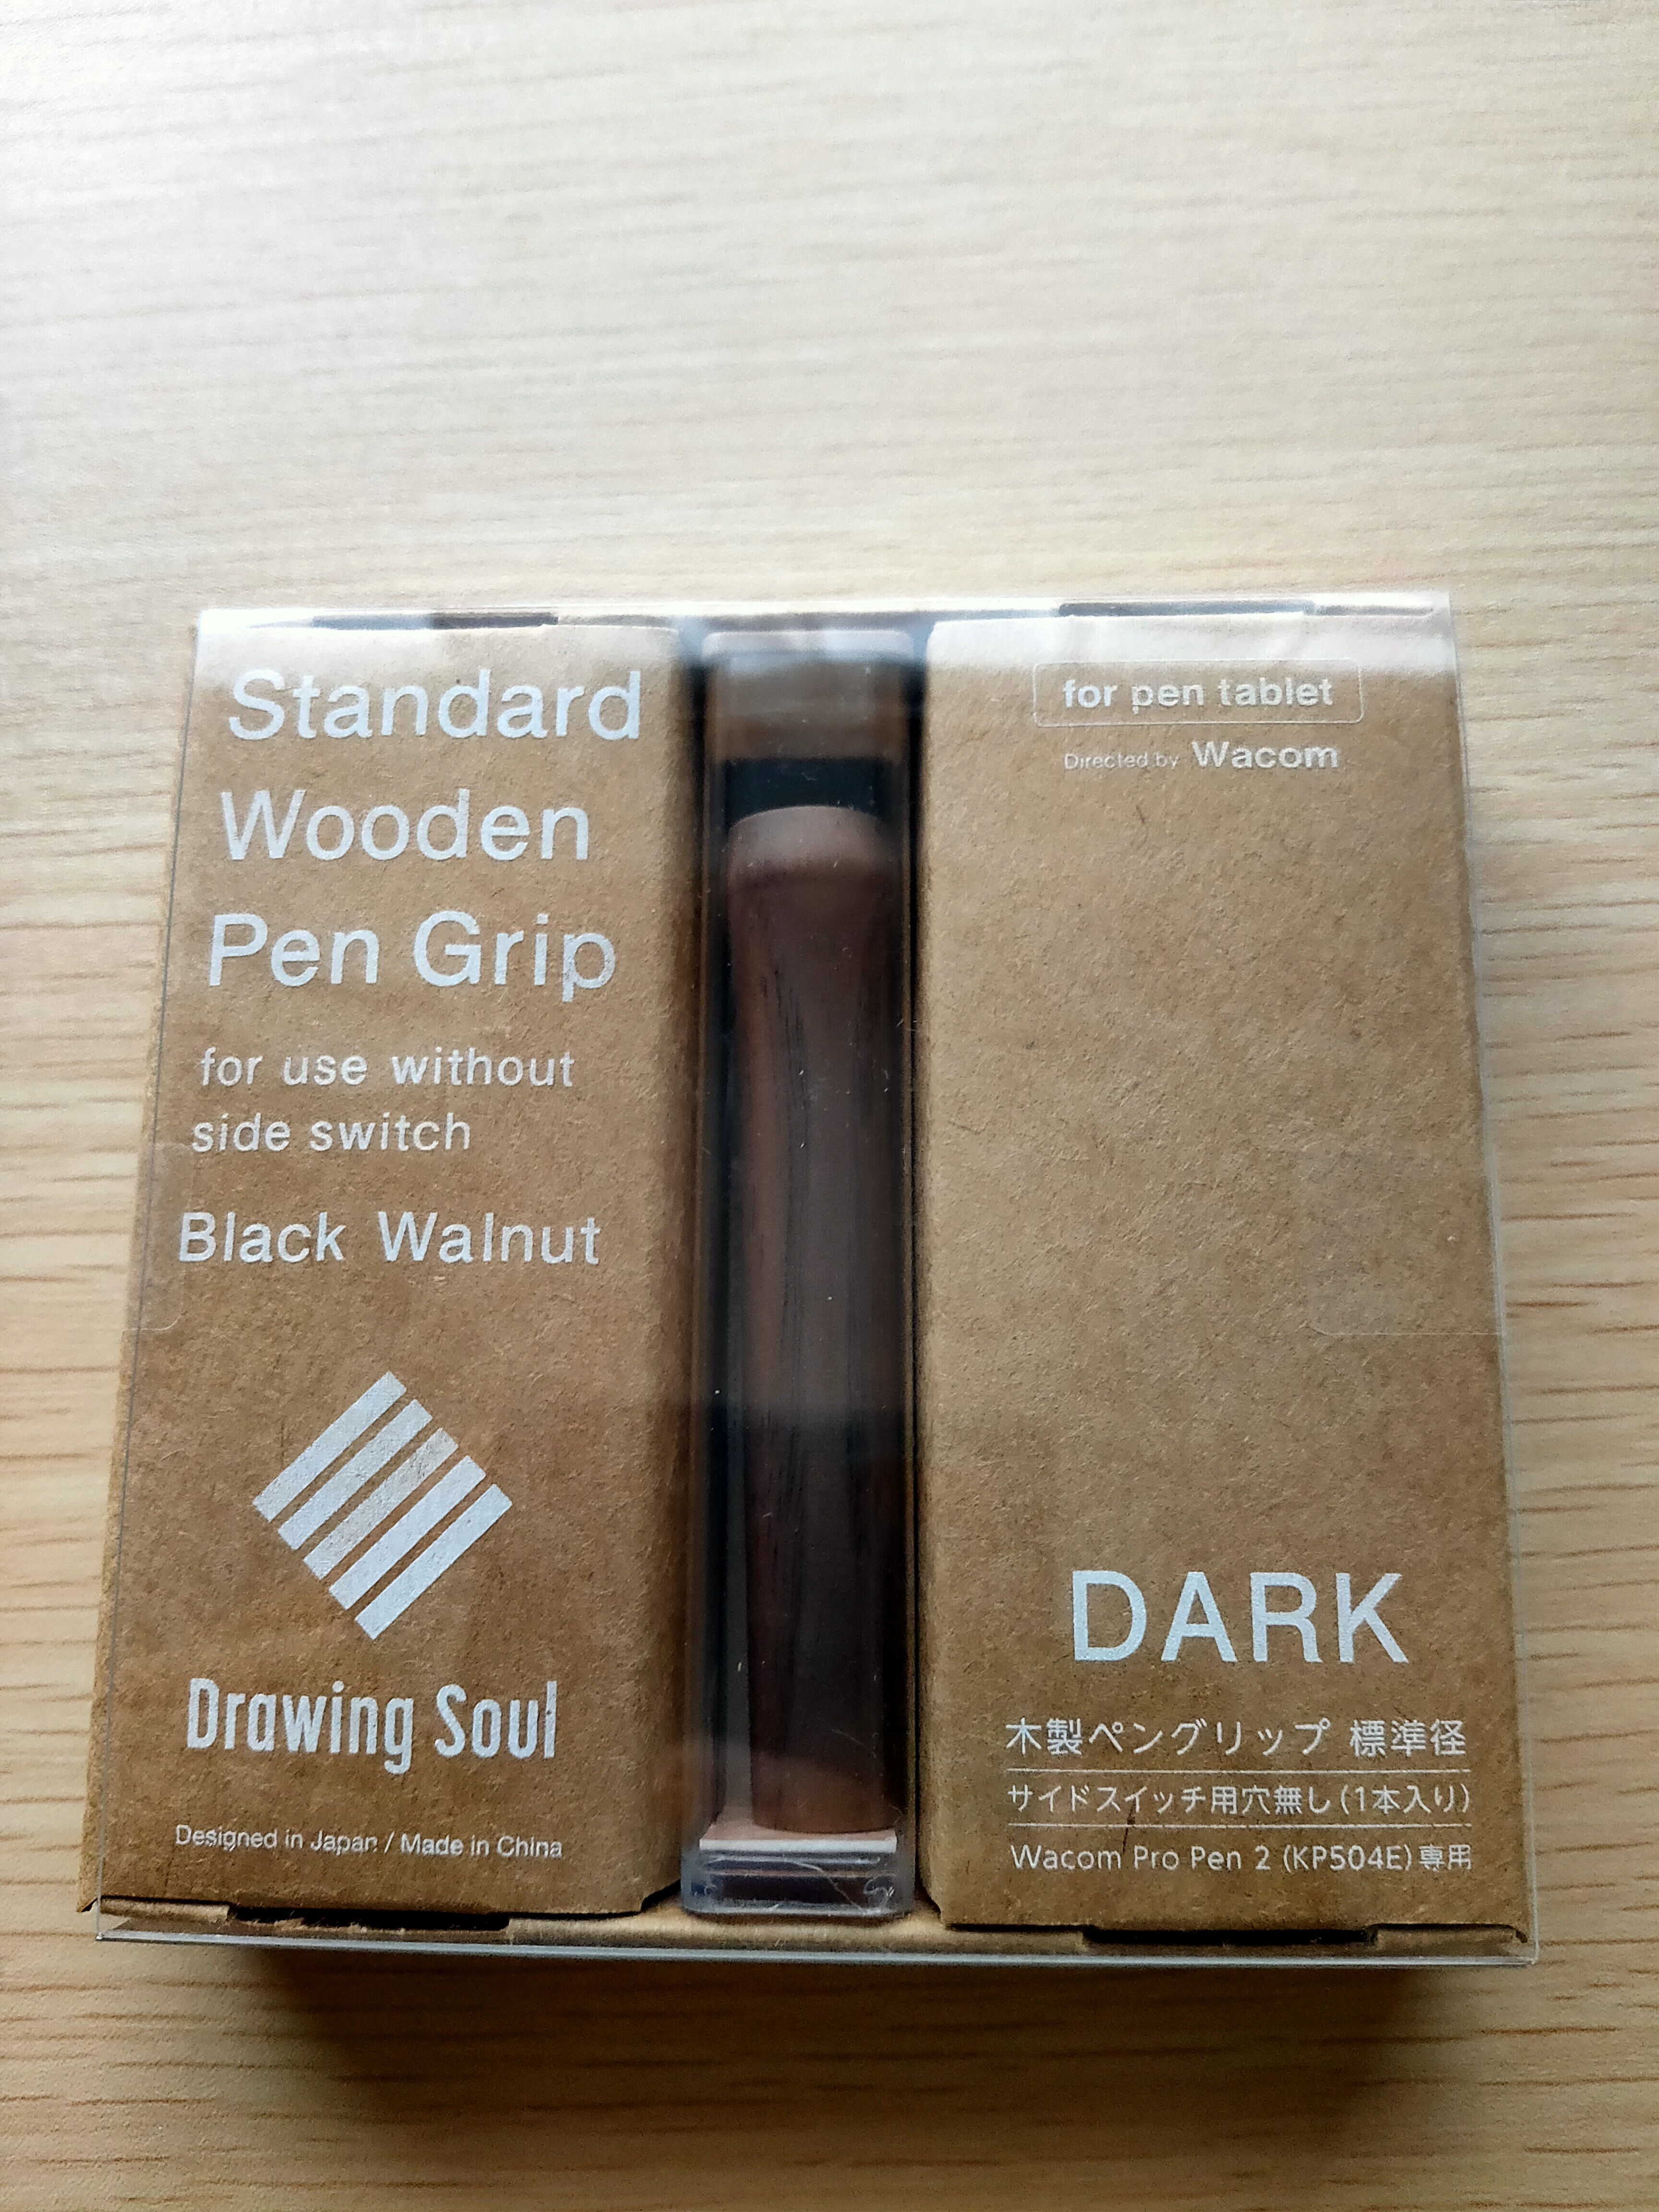 Standard
Wooden
Pen Grip
for use without
side switch
Black Walnut
Drawing Soul
Designed in Japan / Made in China
for pen tablet
Directed by Wacom
DARK
木製ペングリップ 標準径
サイドスイッチ用穴無し(1本入り)
Wacom Pro Pen 2 (KP504E)専用